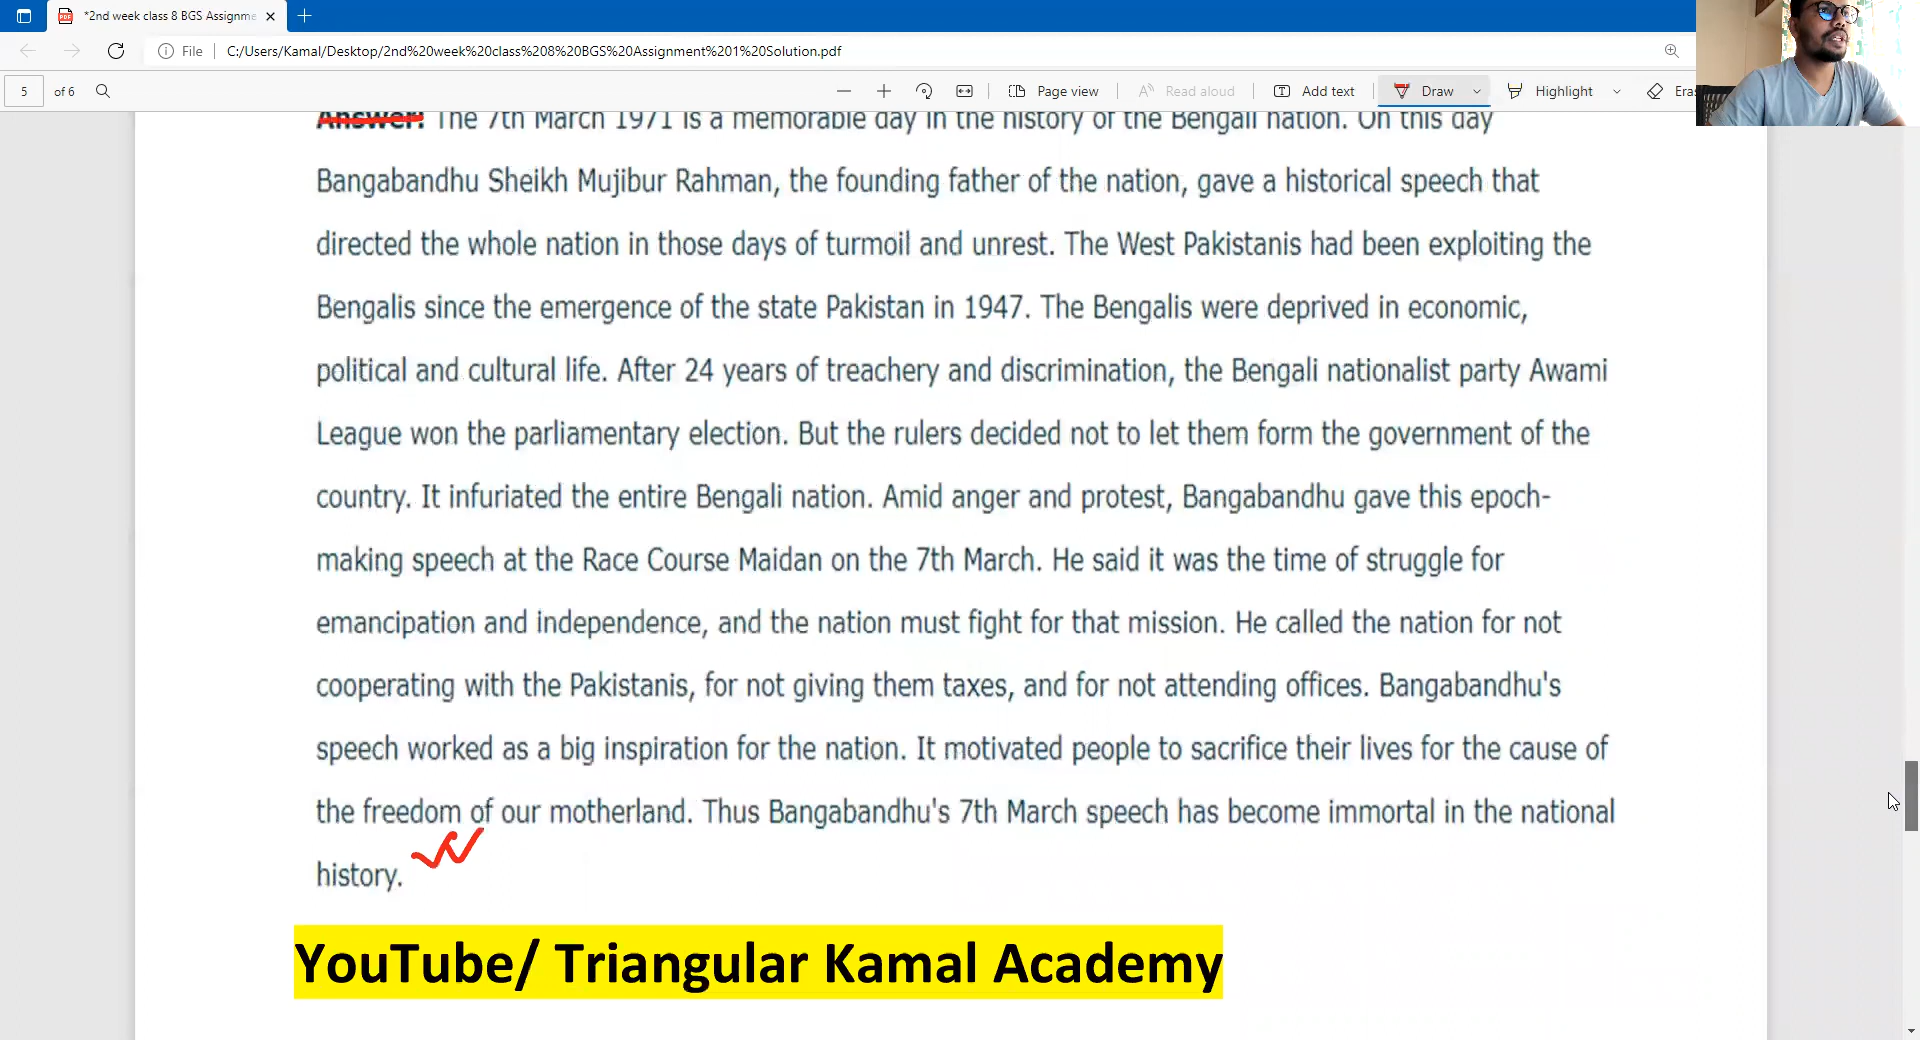 *2nd week class 8 BGS Assignme
File
C:/Users/Kamal/Desktop/2nd%20week%20class%208%20BGS%20Assignment%201%20Solution.pdf
5 of 6
Page view
Read aloud
Add text
Draw
Highlight
Eras
Answer: The 7th March 1971 is a memorable day in the history of the Bengali nation. On this day
Bangabandhu Sheikh Mujibur Rahman, the founding father of the nation, gave a historical speech that
directed the whole nation in those days of turmoil and unrest. The West Pakistanis had been exploiting the
Bengalis since the emergence of the state Pakistan in 1947. The Bengalis were deprived in economic,
political and cultural life. After 24 years of treachery and discrimination, the Bengali nationalist party Awami
League won the parliamentary election. But the rulers decided not to let them form the government of the
country. It infuriated the entire Bengali nation. Amid anger and protest, Bangabandhu gave this epoch-
making speech at the Race Course Maidan on the 7th March. He said it was the time of struggle for
emancipation and independence, and the nation must fight for that mission. He called the nation for not
cooperating with the Pakistanis, for not giving them taxes, and for not attending offices. Bangabandhu's
speech worked as a big inspiration for the nation. It motivated people to sacrifice their lives for the cause of
the freedom of our motherland. Thus Bangabandhu's 7th March speech has become immortal in the national
history.
YouTube/ Triangular Kamal Academy